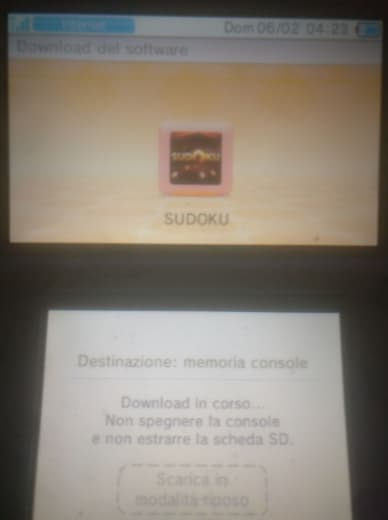 Internet
Dom 06/02 04:23
Download del software
SUDOKU
SUDOKU
Destinazione: memoria console
Download in corso...
Non spegnere la console
e non estrarre la scheda SD.
Scarica in
modalità riposo